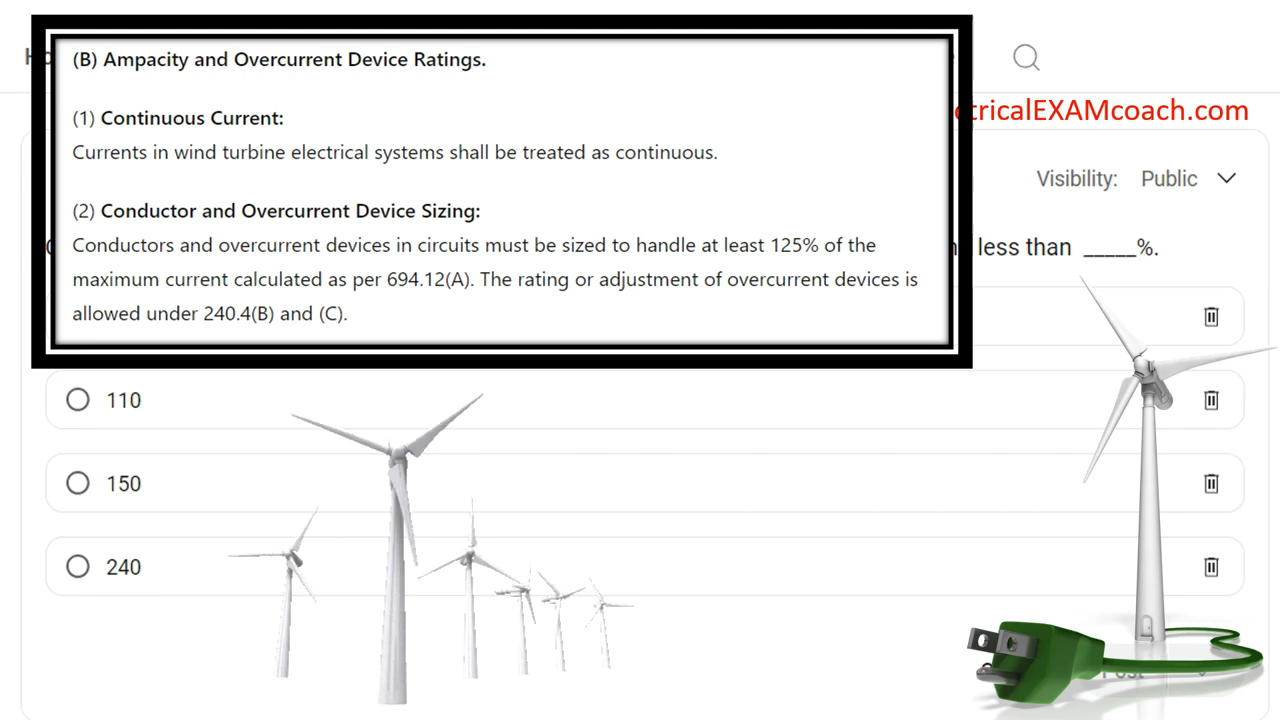 (B) Ampacity and Overcurrent Device Ratings.
(1) Continuous Current:
Currents in wind turbine electrical systems shall be treated as continuous.
(2) Conductor and Overcurrent Device Sizing:
Conductors and overcurrent devices in circuits must be sized to handle at least 125% of the
maximum current calculated as per 694.12(A). The rating or adjustment of overcurrent devices is
allowed under 240.4(B) and (C).
ctricalEXAMcoach.com
Visibility: Public
less than _____%.
110
150
240